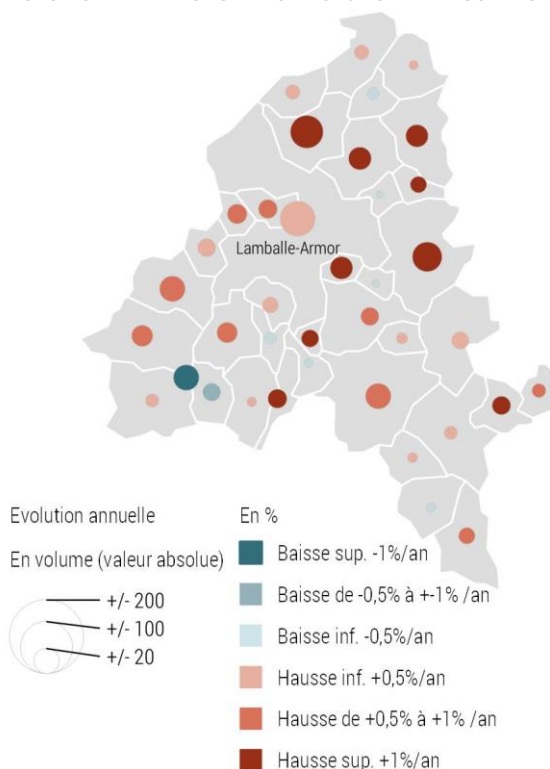 Lamballe-Armor
Evolution annuelle
En volume (valeur absolue)
+/- 200
+/- 100
+/- 20
En %
Baisse sup. -1%/an
Baisse de -0,5% à +-1% /an
Baisse inf. -0,5%/an
Hausse inf. +0,5%/an
Hausse de +0,5% à +1% /an
Hausse sup. +1%/an